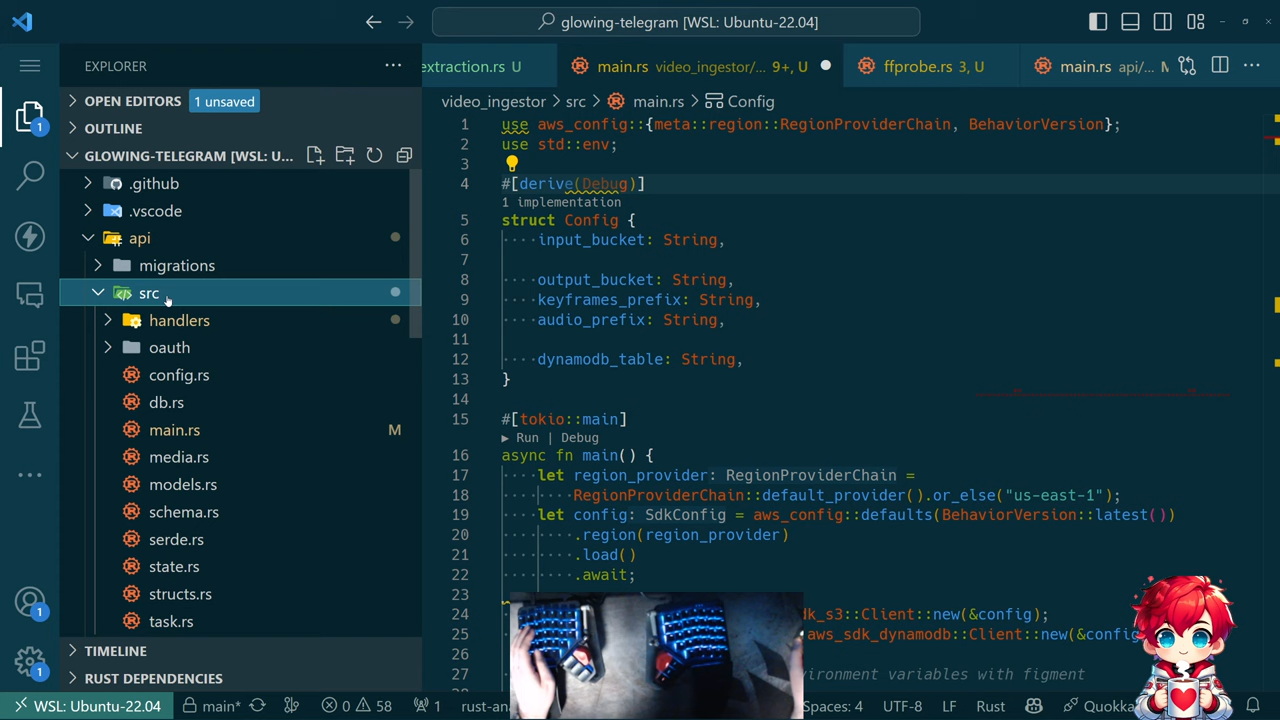 glowing-telegram [WSL: Ubuntu-22.04]
EXPLORER
OPEN EDITORS
1 unsaved
OUTLINE
GLOWING-TELEGRAM [WSL: U...
.github
.vscode
api
migrations
src
handlers
oauth
config.rs
db.rs
main.rs M
media.rs
models.rs
schema.rs
serde.rs
state.rs
structs.rs
task.rs
TIMELINE
RUST DEPENDENCIES
1
1
1
extraction.rs U
main.rs video_ingestor/... 9+, U
ffprobe.rs 3, U
main.rs api/... M
video_ingestor > src > main.rs > Config
1 use aws_config::{meta::region::RegionProviderChain, BehaviorVersion};
2 use std::env;
3
4 #[derive(Debug)]
1 implementation
5 struct Config {
6 ····input_bucket: String,
7
8 ····output_bucket: String,
9 ····keyframes_prefix: String,
10 ····audio_prefix: String,
11
12 ····dynamodb_table: String,
13 }
14
15 #[tokio::main]
▶ Run | Debug
16 async fn main() {
17 ····let region_provider: RegionProviderChain =
18 ········RegionProviderChain::default_provider().or_else("us-east-1");
19 ····let config: SdkConfig = aws_config::defaults(BehaviorVersion::latest())
20 ········.region(region_provider)
21 ········.load()
22 ········.await;
23
24 dk_s3::Client::new(&config);
25 aws_sdk_dynamodb::Client::new(&config
26
27 vironment variables with figment
WSL: Ubuntu-22.04
main*
0 58
1
rust-an
Spaces: 4
UTF-8
LF
Rust
Quokka